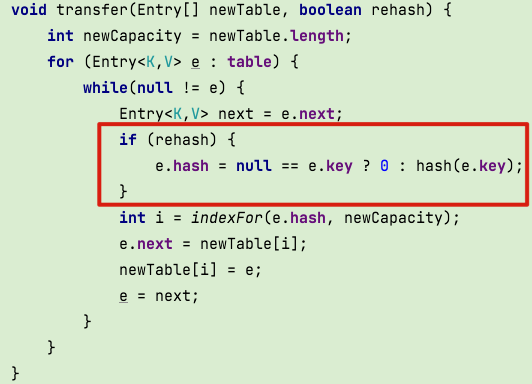 void transfer(Entry[] newTable, boolean rehash) {
    int newCapacity = newTable.length;
    for (Entry<K,V> e : table) {
        while(null != e) {
            Entry<K,V> next = e.next;
            if (rehash) {
                e.hash = null == e.key ? 0 : hash(e.key);
            }
            int i = indexFor(e.hash, newCapacity);
            e.next = newTable[i];
            newTable[i] = e;
            e = next;
        }
    }
}